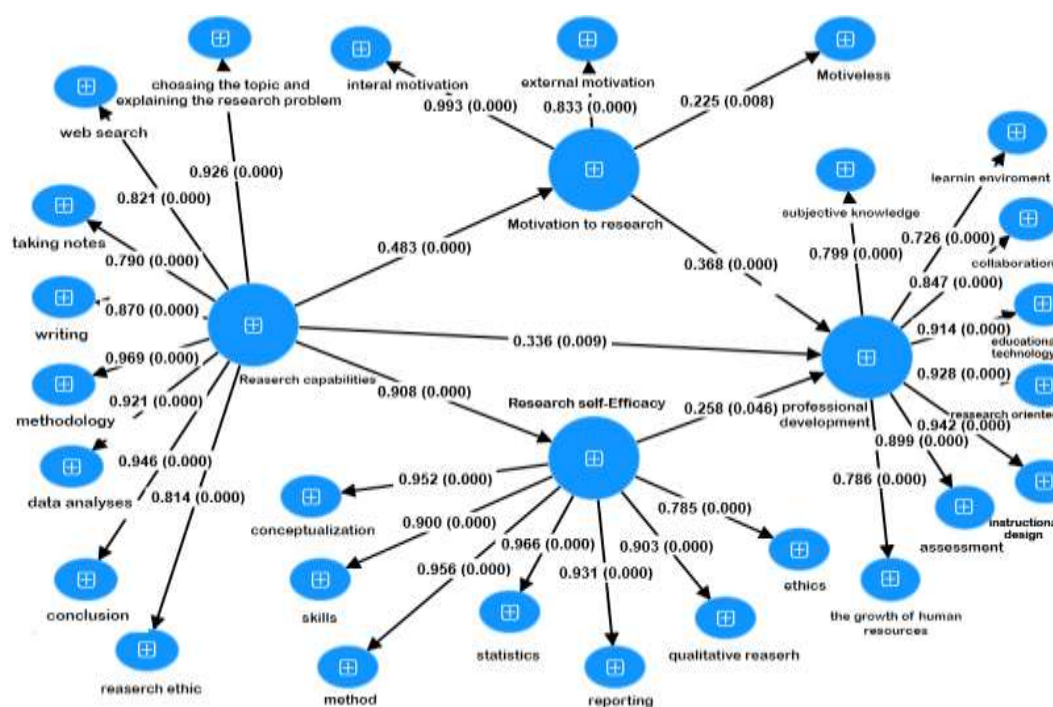 chossing the topic and
explaining the research problem
interal motivation
external motivation
Motiveless
web search
0.993 (0.000)
0.833 (0.000)
0.225 (0.008)
0.926 (0.000)
0.821 (0.000)
learnin enviroment
subjective knowledge
Motivation to research
taking notes
0.790 (0.000)
0.483 (0.000)
0.368 (0.000)
0.799 (0.000)
0.726 (0.000)
collaboration
0.847 (0.000)
writing
0.870 (0.000)
0.969 (0.000)
0.336 (0.009)
0.914 (0.000)
educationa
technology
Reaserch capabilities
0.928 (0.000)
methodology
0.921 (0.000)
0.908 (0.000)
Research self-Efficacy
0.258 (0.046)
professional
development
research oriente
0.942 (0.000)
0.899 (0.000)
0.786 (0.000)
data analyses
0.946 (0.000)
0.814 (0.000)
0.952 (0.000)
conceptualization
0.900 (0.000)
0.956 (0.000)
0.966 (0.000)
0.931 (0.000)
0.903 (0.000)
0.785 (0.000)
assessment
instructiona
design
ethics
conclusion
skills
statistics
qualitative reaserh
the growth of human
resources
reaserch ethic
method
reporting